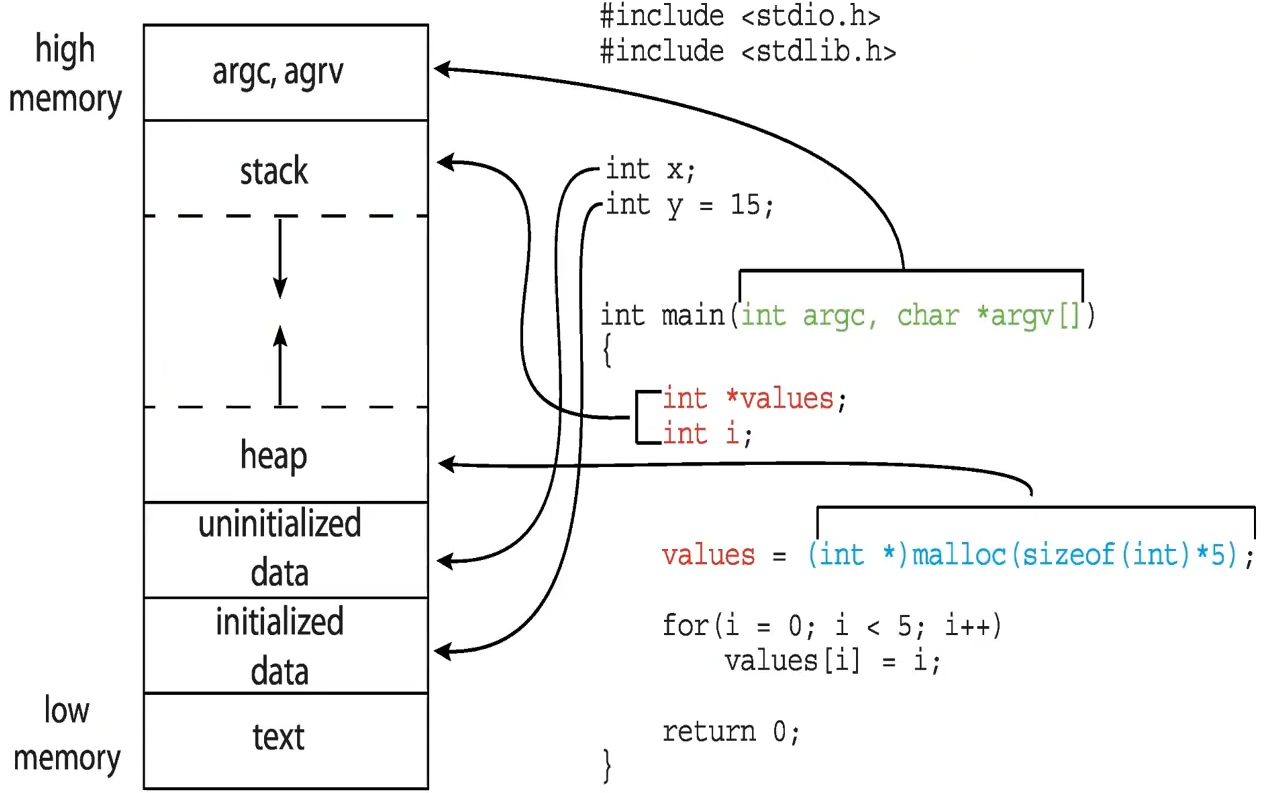 high
memory
argc, agrv
stack
heap
uninitialized
data
initialized
data
low
memory
text
#include <stdio.h>
#include <stdlib.h>
int x;
int y = 15;
int main(int argc, char *argv[])
{
int *values;
int i;
values = (int *)malloc(sizeof(int)*5);
for(i = 0; i < 5; i++)
values[i] = i;
return 0;
}